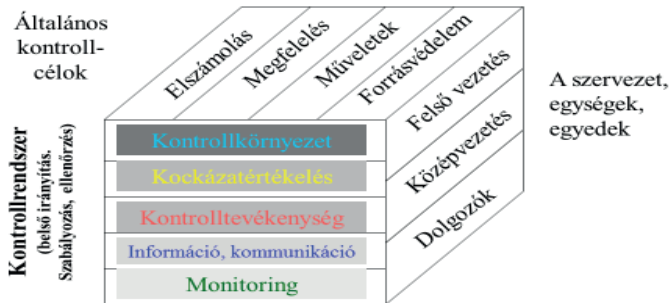 Általános
kontroll-
célok
Elszámolás
Megfelelés
Műveletek
Forrásvédelem
Felső vezetés
Középvezetés
Dolgozók
A szervezet,
egységek,
egyedek
Kontrollrendszer
(belső irányítás.
Szabályozás, ellenőrzés)
Kontrollkörnyezet
Kockázatértékelés
Kontrolltevékenység
Információ, kommunikáció
Monitoring